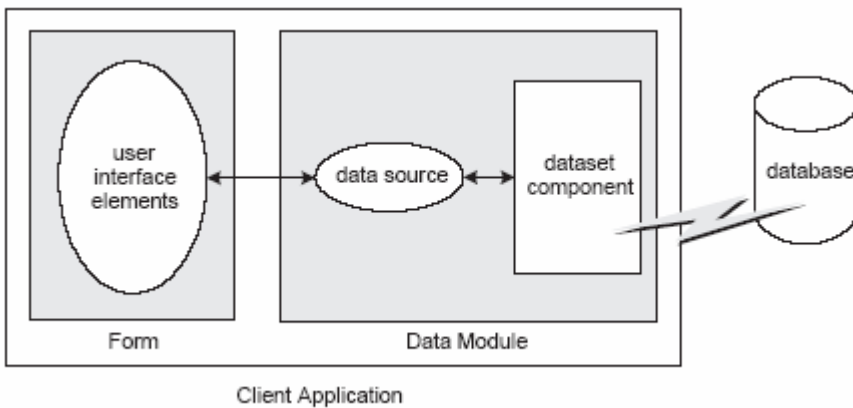 user
interface
elements
data source
dataset
component
database
Form
Data Module
Client Application